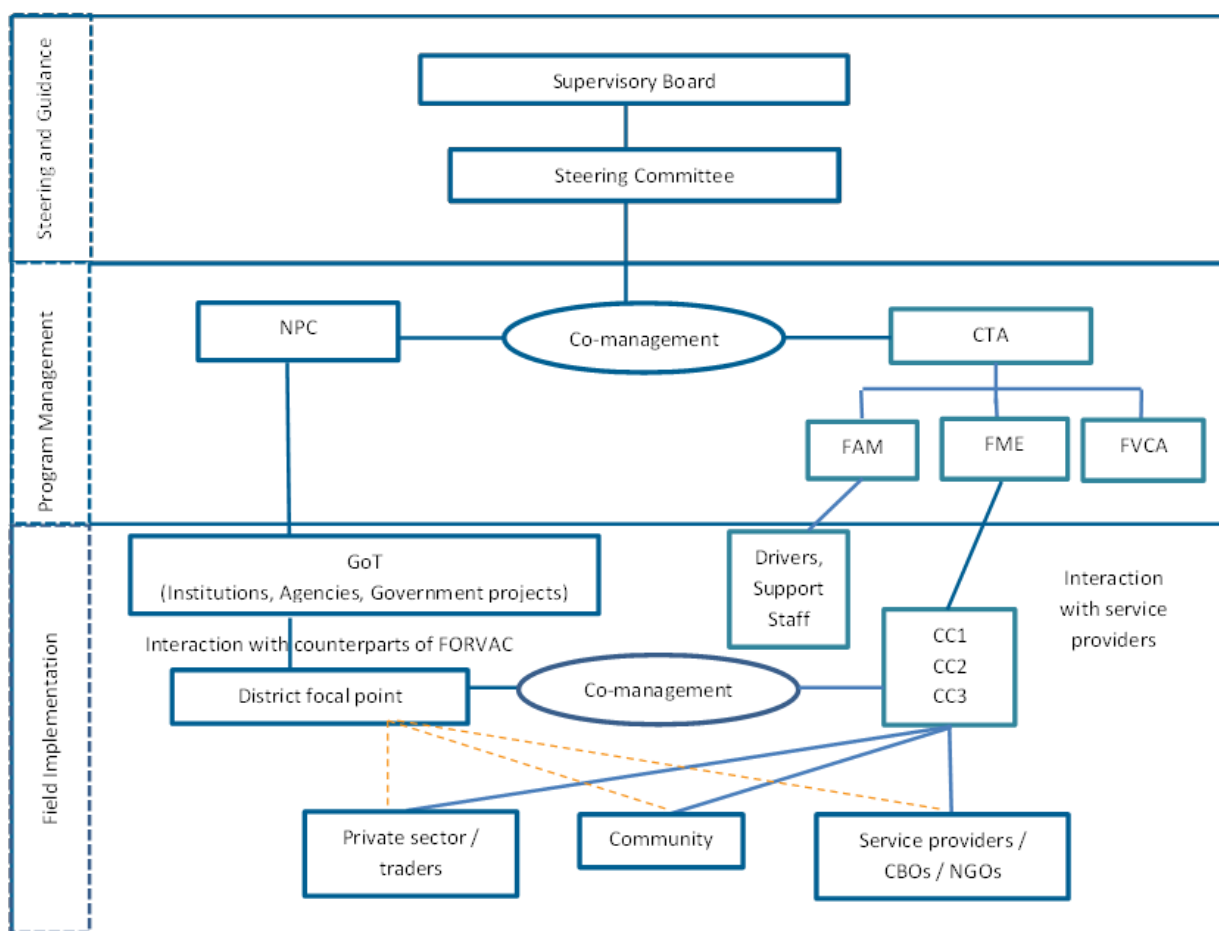 Steering and Guidance
Supervisory Board
Steering Committee
Program Management
NPC
Co-management
CTA
FAM
FME
FVCA
Field Implementation
GoT
(Institutions, Agencies, Government projects)
Drivers,
Support
Staff
Interaction
with service
providers
Interaction with counterparts of FORVAC
CC1
CC2
CC3
District focal point
Co-management
Private sector /
traders
Community
Service providers /
CBOs / NGOs